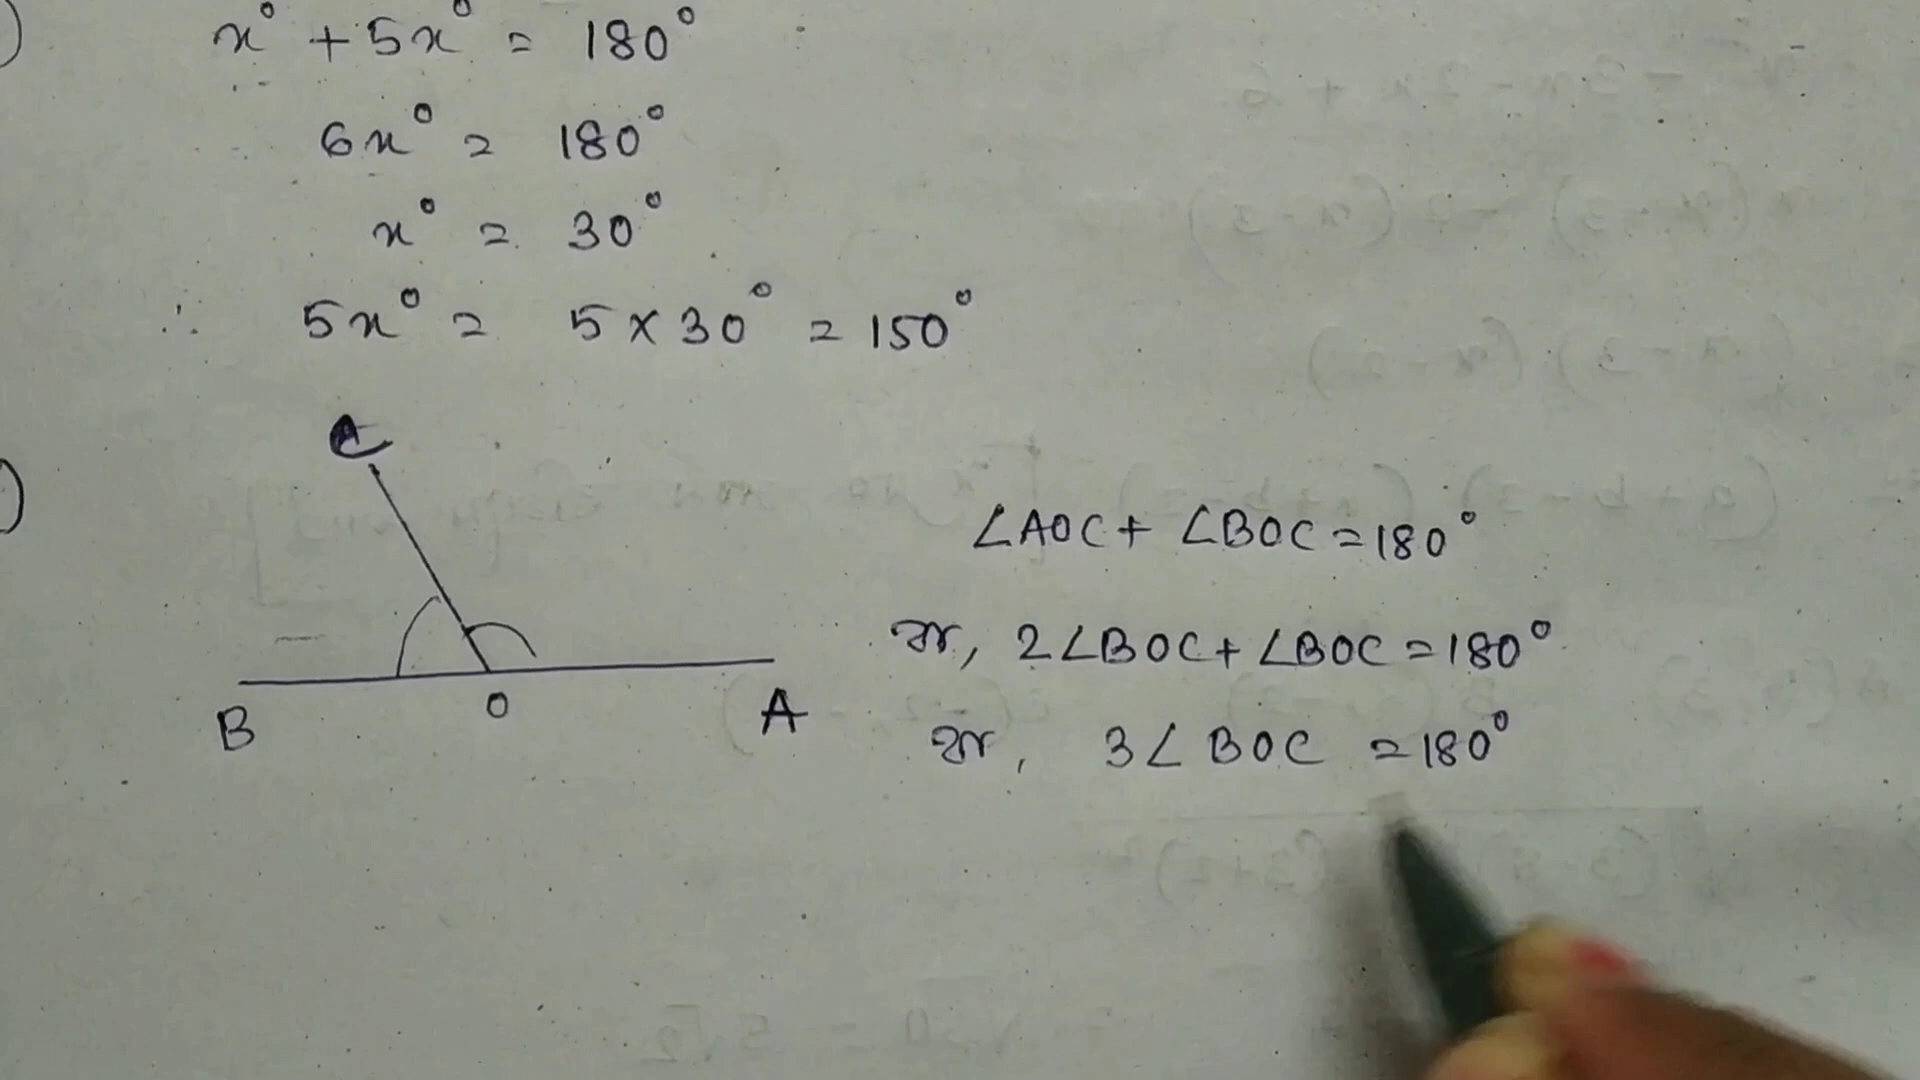 x° + 5x° = 180°
6x° = 180°
x° = 30°
∴ 5x° = 5 × 30° = 150°
C
B
O
A
∠AOC + ∠BOC = 180°
বা, 2∠BOC + ∠BOC = 180°
বা, 3∠BOC = 180°